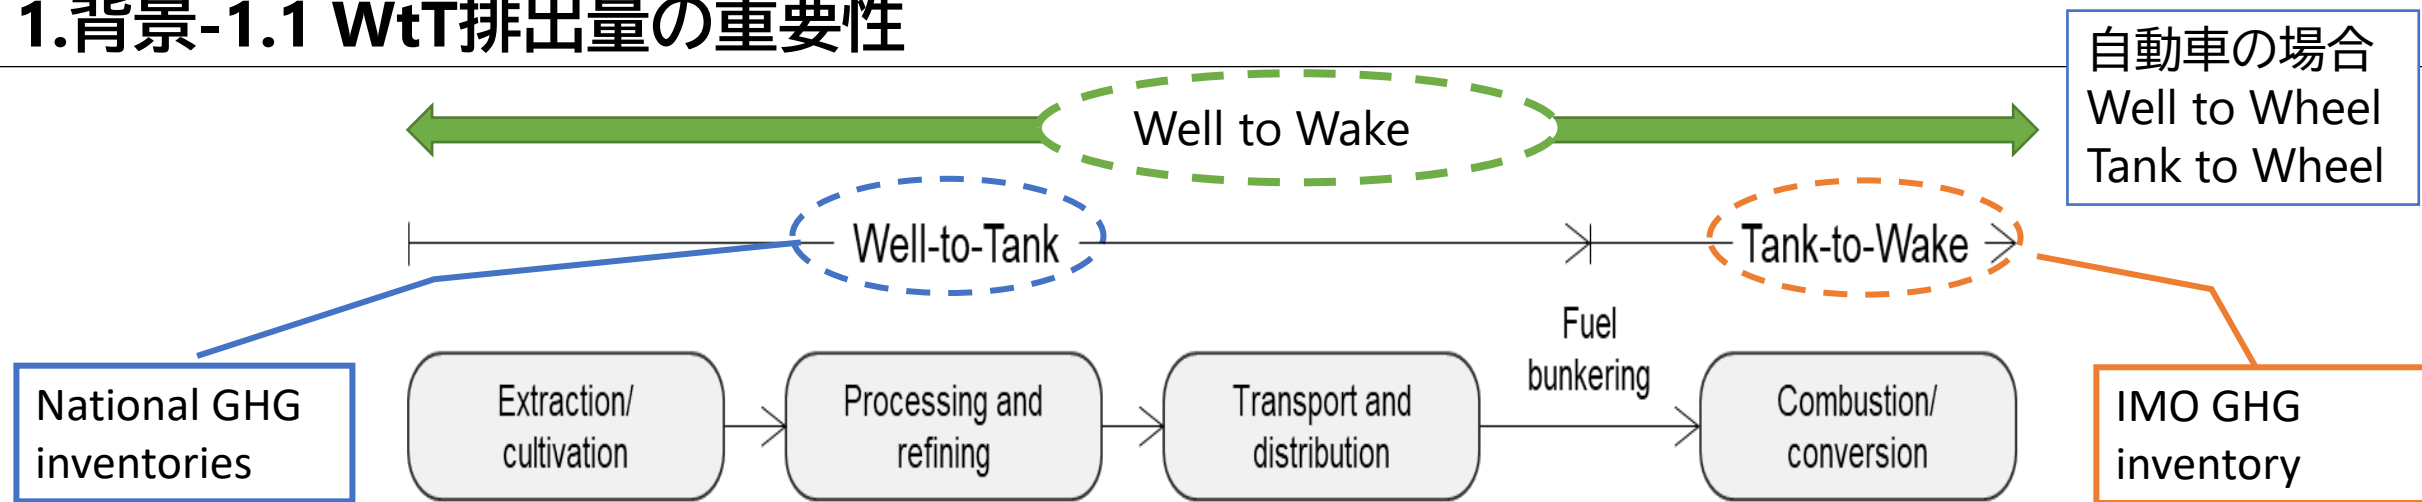 1.背景-1.1 WtT排出量の重要性
自動車の場合
Well to Wheel
Tank to Wheel
Well to Wake
Well-to-Tank
Tank-to-Wake
Fuel
bunkering
National GHG
inventories
Extraction/
cultivation
Processing and
refining
Transport and
distribution
Combustion/
conversion
IMO GHG
inventory